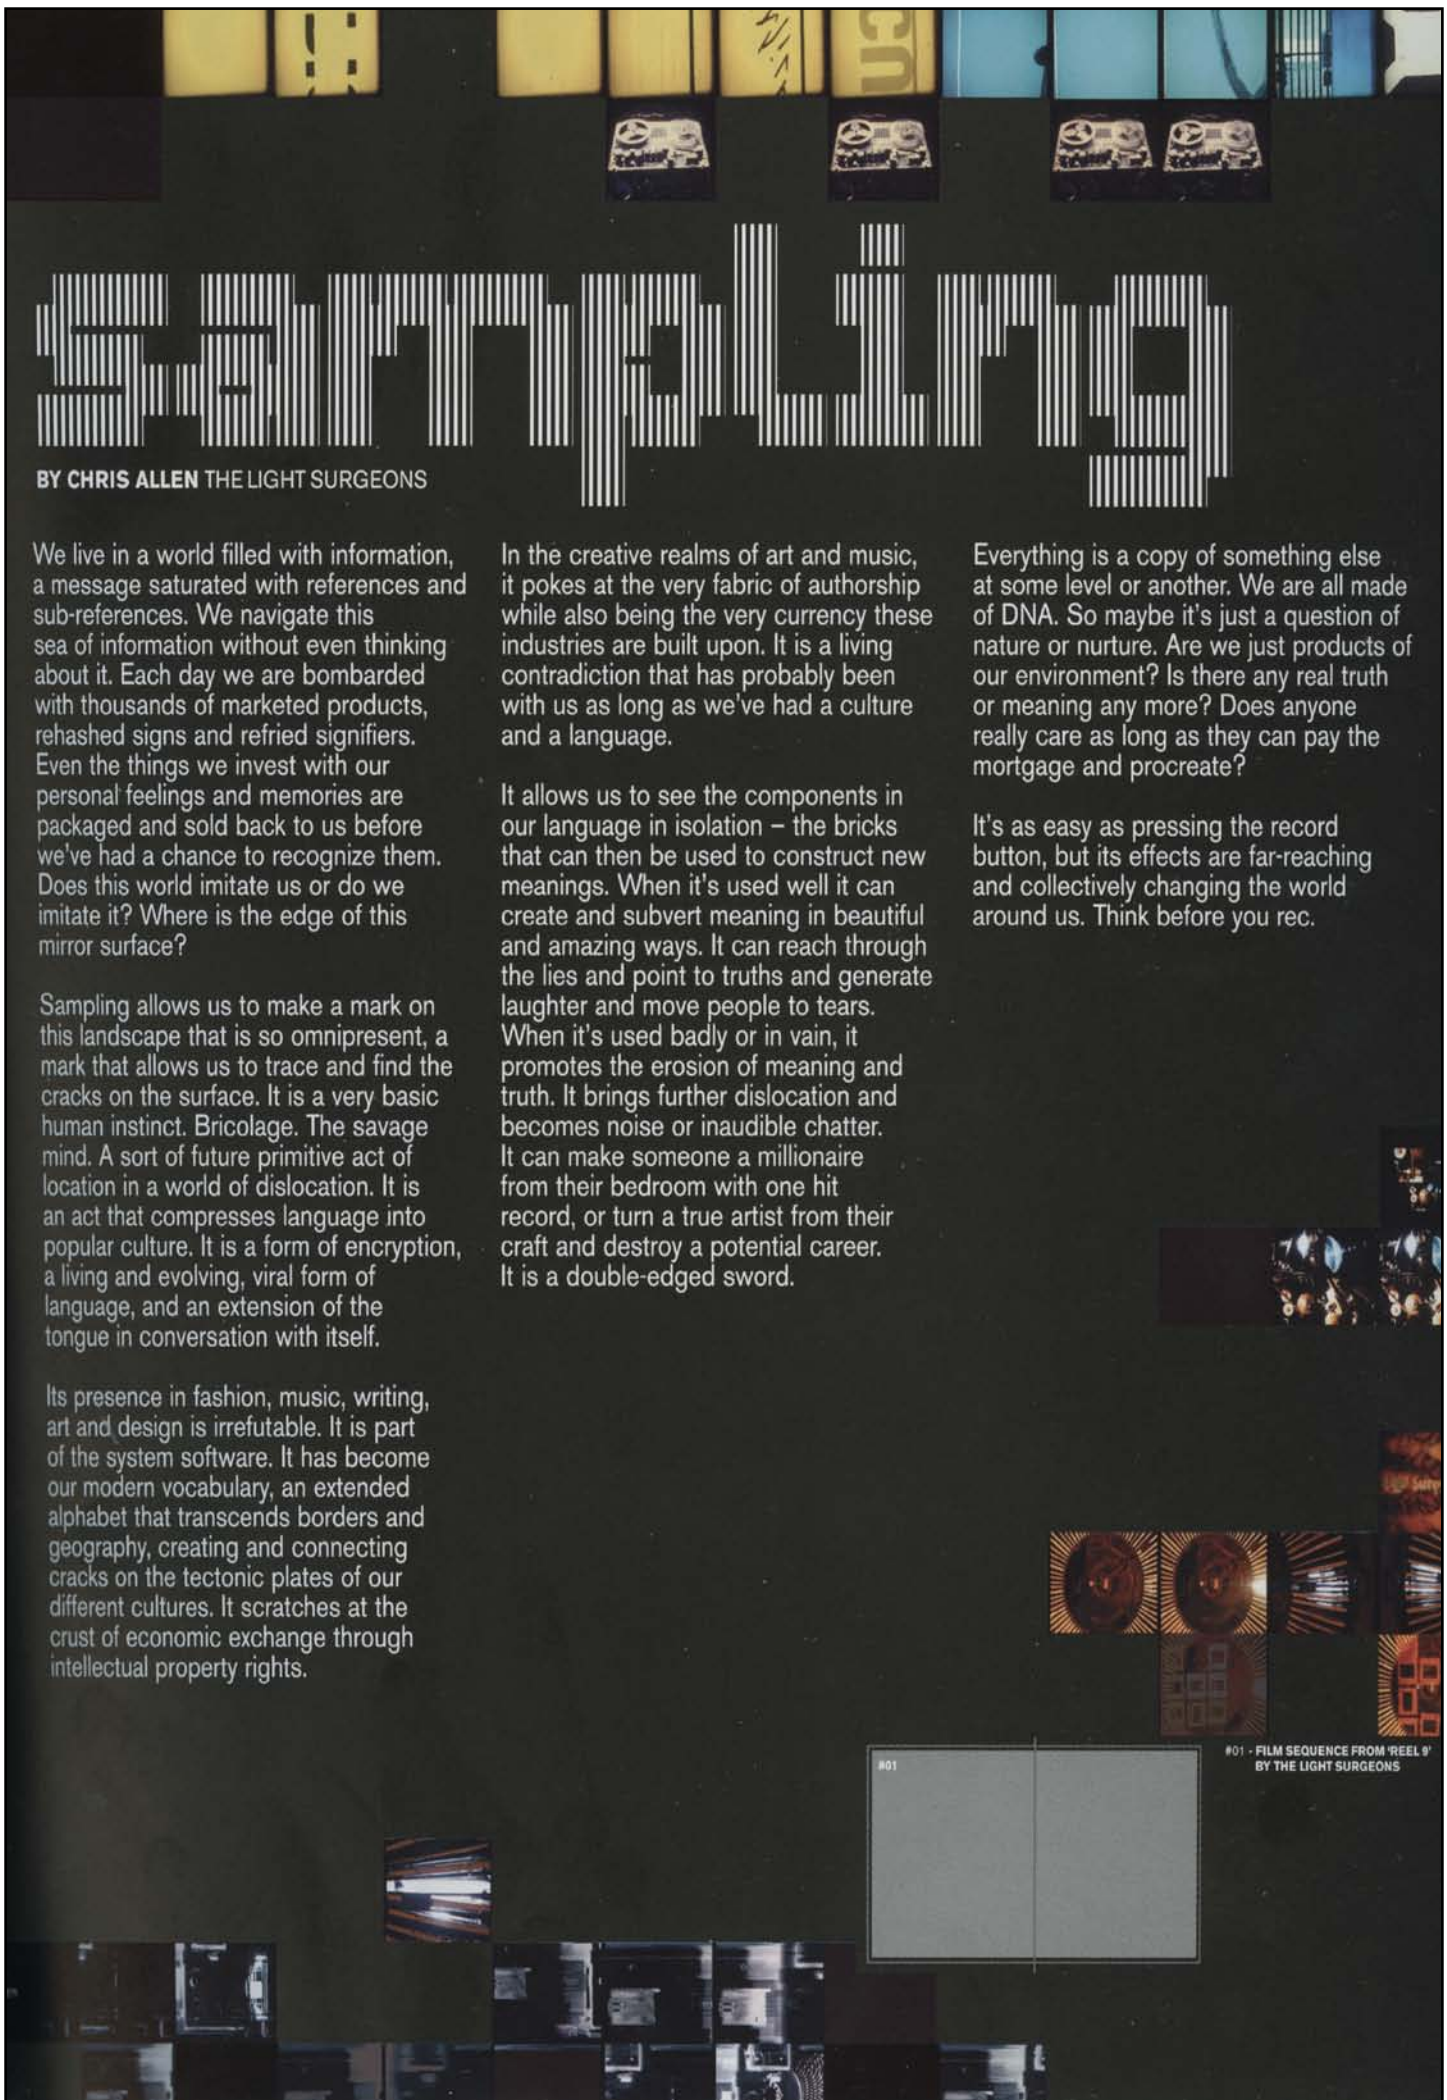 sampling
BY CHRIS ALLEN THE LIGHT SURGEONS
We live in a world filled with information,
a message saturated with references and
sub-references. We navigate this
sea of information without even thinking
about it. Each day we are bombarded
with thousands of marketed products,
rehashed signs and refried signifiers.
Even the things we invest with our
personal feelings and memories are
packaged and sold back to us before
we've had a chance to recognize them.
Does this world imitate us or do we
imitate it? Where is the edge of this
mirror surface?
Sampling allows us to make a mark on
this landscape that is so omnipresent, a
mark that allows us to trace and find the
cracks on the surface. It is a very basic
human instinct. Bricolage. The savage
mind. A sort of future primitive act of
location in a world of dislocation. It is
an act that compresses language into
popular culture. It is a form of encryption,
a living and evolving, viral form of
language, and an extension of the
tongue in conversation with itself.
Its presence in fashion, music, writing,
art and design is irrefutable. It is part
of the system software. It has become
our modern vocabulary, an extended
alphabet that transcends borders and
geography, creating and connecting
cracks on the tectonic plates of our
different cultures. It scratches at the
crust of economic exchange through
intellectual property rights.
In the creative realms of art and music,
it pokes at the very fabric of authorship
while also being the very currency these
industries are built upon. It is a living
contradiction that has probably been
with us as long as we've had a culture
and a language.
It allows us to see the components in
our language in isolation – the bricks
that can then be used to construct new
meanings. When it's used well it can
create and subvert meaning in beautiful
and amazing ways. It can reach through
the lies and point to truths and generate
laughter and move people to tears.
When it's used badly or in vain, it
promotes the erosion of meaning and
truth. It brings further dislocation and
becomes noise or inaudible chatter.
It can make someone a millionaire
from their bedroom with one hit
record, or turn a true artist from their
craft and destroy a potential career.
It is a double-edged sword.
Everything is a copy of something else
at some level or another. We are all made
of DNA. So maybe it's just a question of
nature or nurture. Are we just products of
our environment? Is there any real truth
or meaning any more? Does anyone
really care as long as they can pay the
mortgage and procreate?
It's as easy as pressing the record
button, but its effects are far-reaching
and collectively changing the world
around us. Think before you rec.
#01
#01 - FILM SEQUENCE FROM 'REEL 9'
BY THE LIGHT SURGEONS